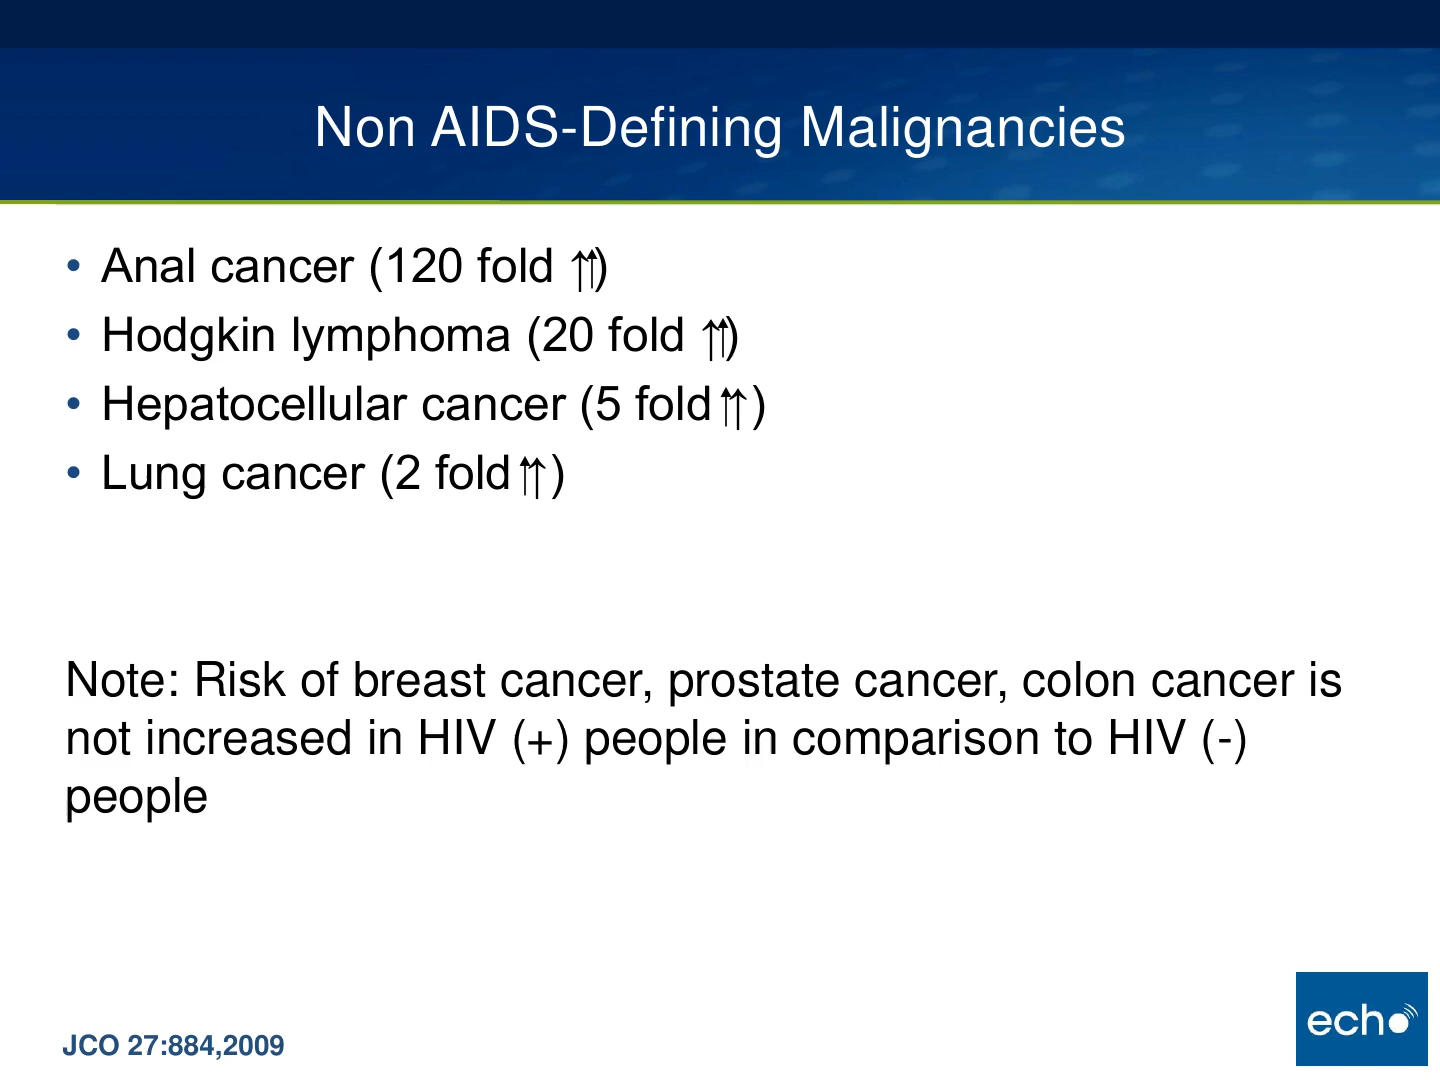 Non AIDS-Defining Malignancies
• Anal cancer (120 fold ↑↑)
• Hodgkin lymphoma (20 fold ↑↑)
• Hepatocellular cancer (5 fold ↑↑)
• Lung cancer (2 fold ↑↑)
Note: Risk of breast cancer, prostate cancer, colon cancer is
not increased in HIV (+) people in comparison to HIV (-)
people
JCO 27:884,2009
echo